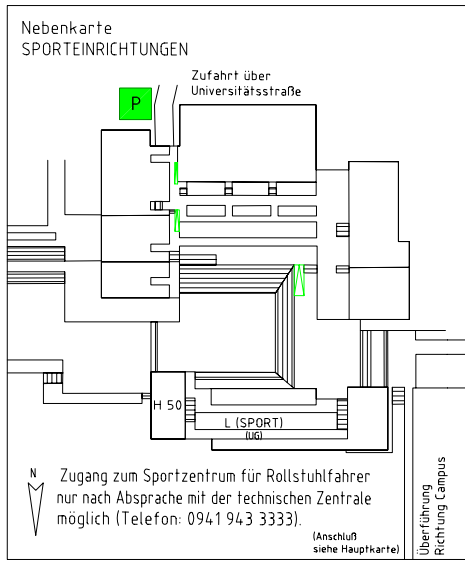 Nebenkarte
SPORTEINRICHTUNGEN
Zufahrt über
Universitätsstraße
P
H 50
L (SPORT)
(UG)
N
Zugang zum Sportzentrum für Rollstuhlfahrer
nur nach Absprache mit der technischen Zentrale
möglich (Telefon: 0941 943 3333).
(Anschluß
siehe Hauptkarte)
Überführung
Richtung Campus